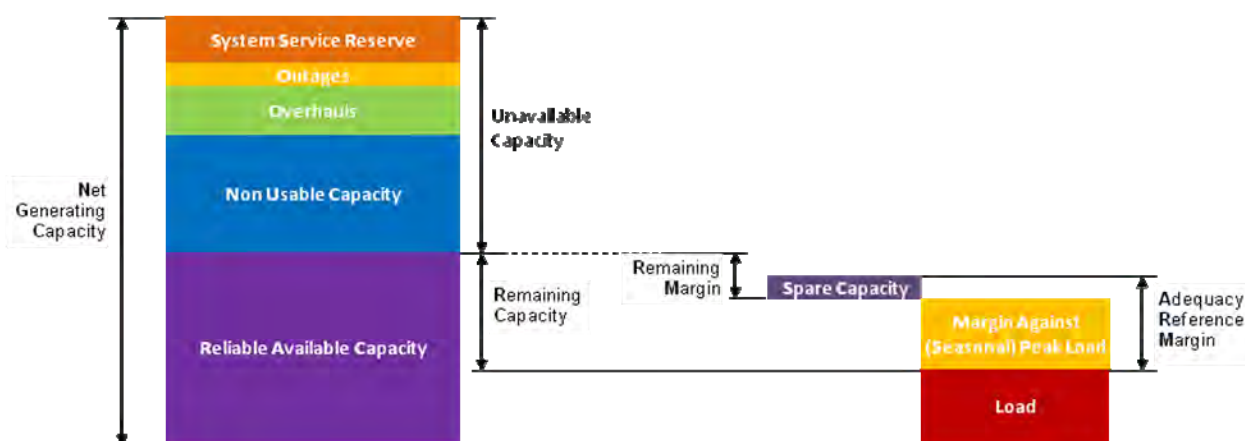 System Service Reserve
Outages
Overhauls
Unavailable
Capacity
Non Usable Capacity
Net
Generating
Capacity
Remaining
Margin
Spare Capacity
Remaining
Capacity
Adequacy
Reference
Margin
Margin Against
(Seasonal) Peak Load
Reliable Available Capacity
Load